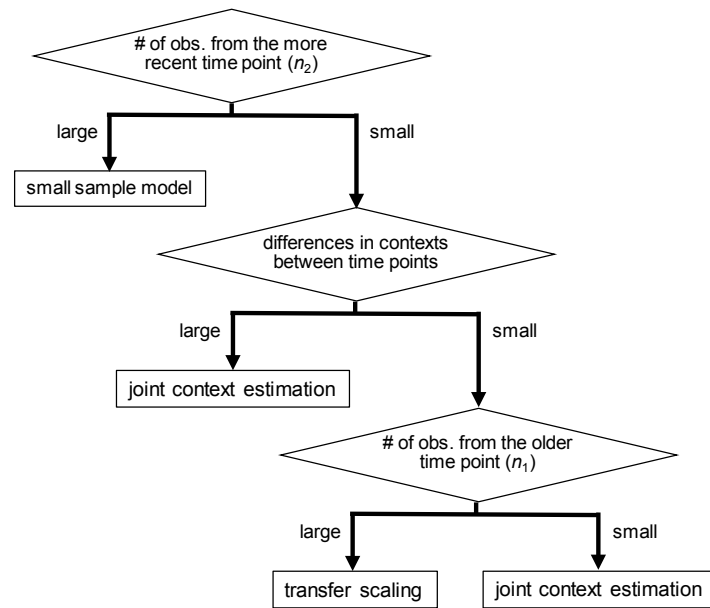 # of obs. from the more
recent time point (n₂)
large
small
small sample model
differences in contexts
between time points
large
small
joint context estimation
# of obs. from the older
time point (n₁)
large
small
transfer scaling
joint context estimation